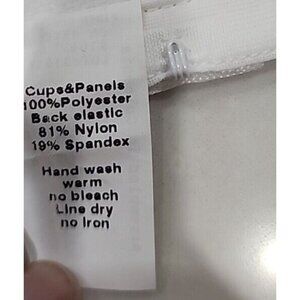 Cups&Panels
100%Polyester
Back elastic
81% Nylon
19% Spandex
Hand wash
warm
no bleach
Line dry
no Iron